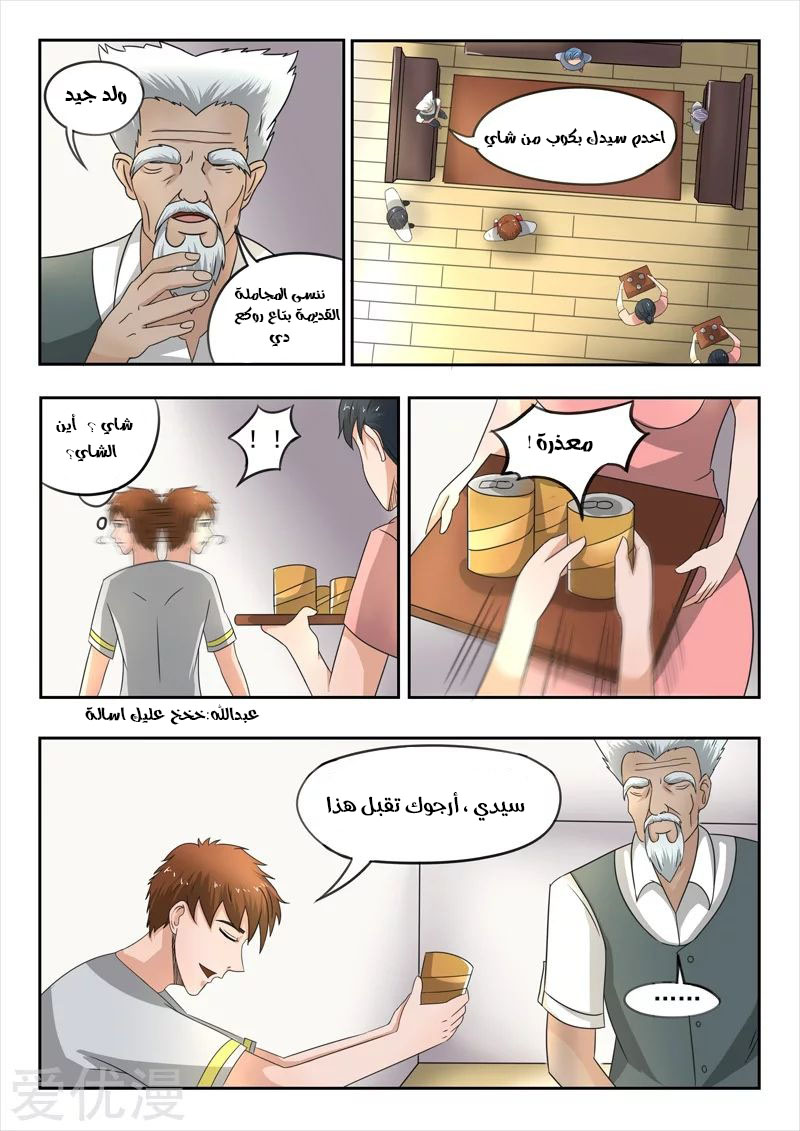 اخدم سيدك بكوب من شاي
ولد جيد
ننسى المجاملة
القديمة بتاع روكع
دي
معذرة !
! !
شاي ؟ أين
الشاي؟
عبدالله:خخخ عليك اسالة
سيدي ، أرجوك تقبل هذا
......
爱优漫